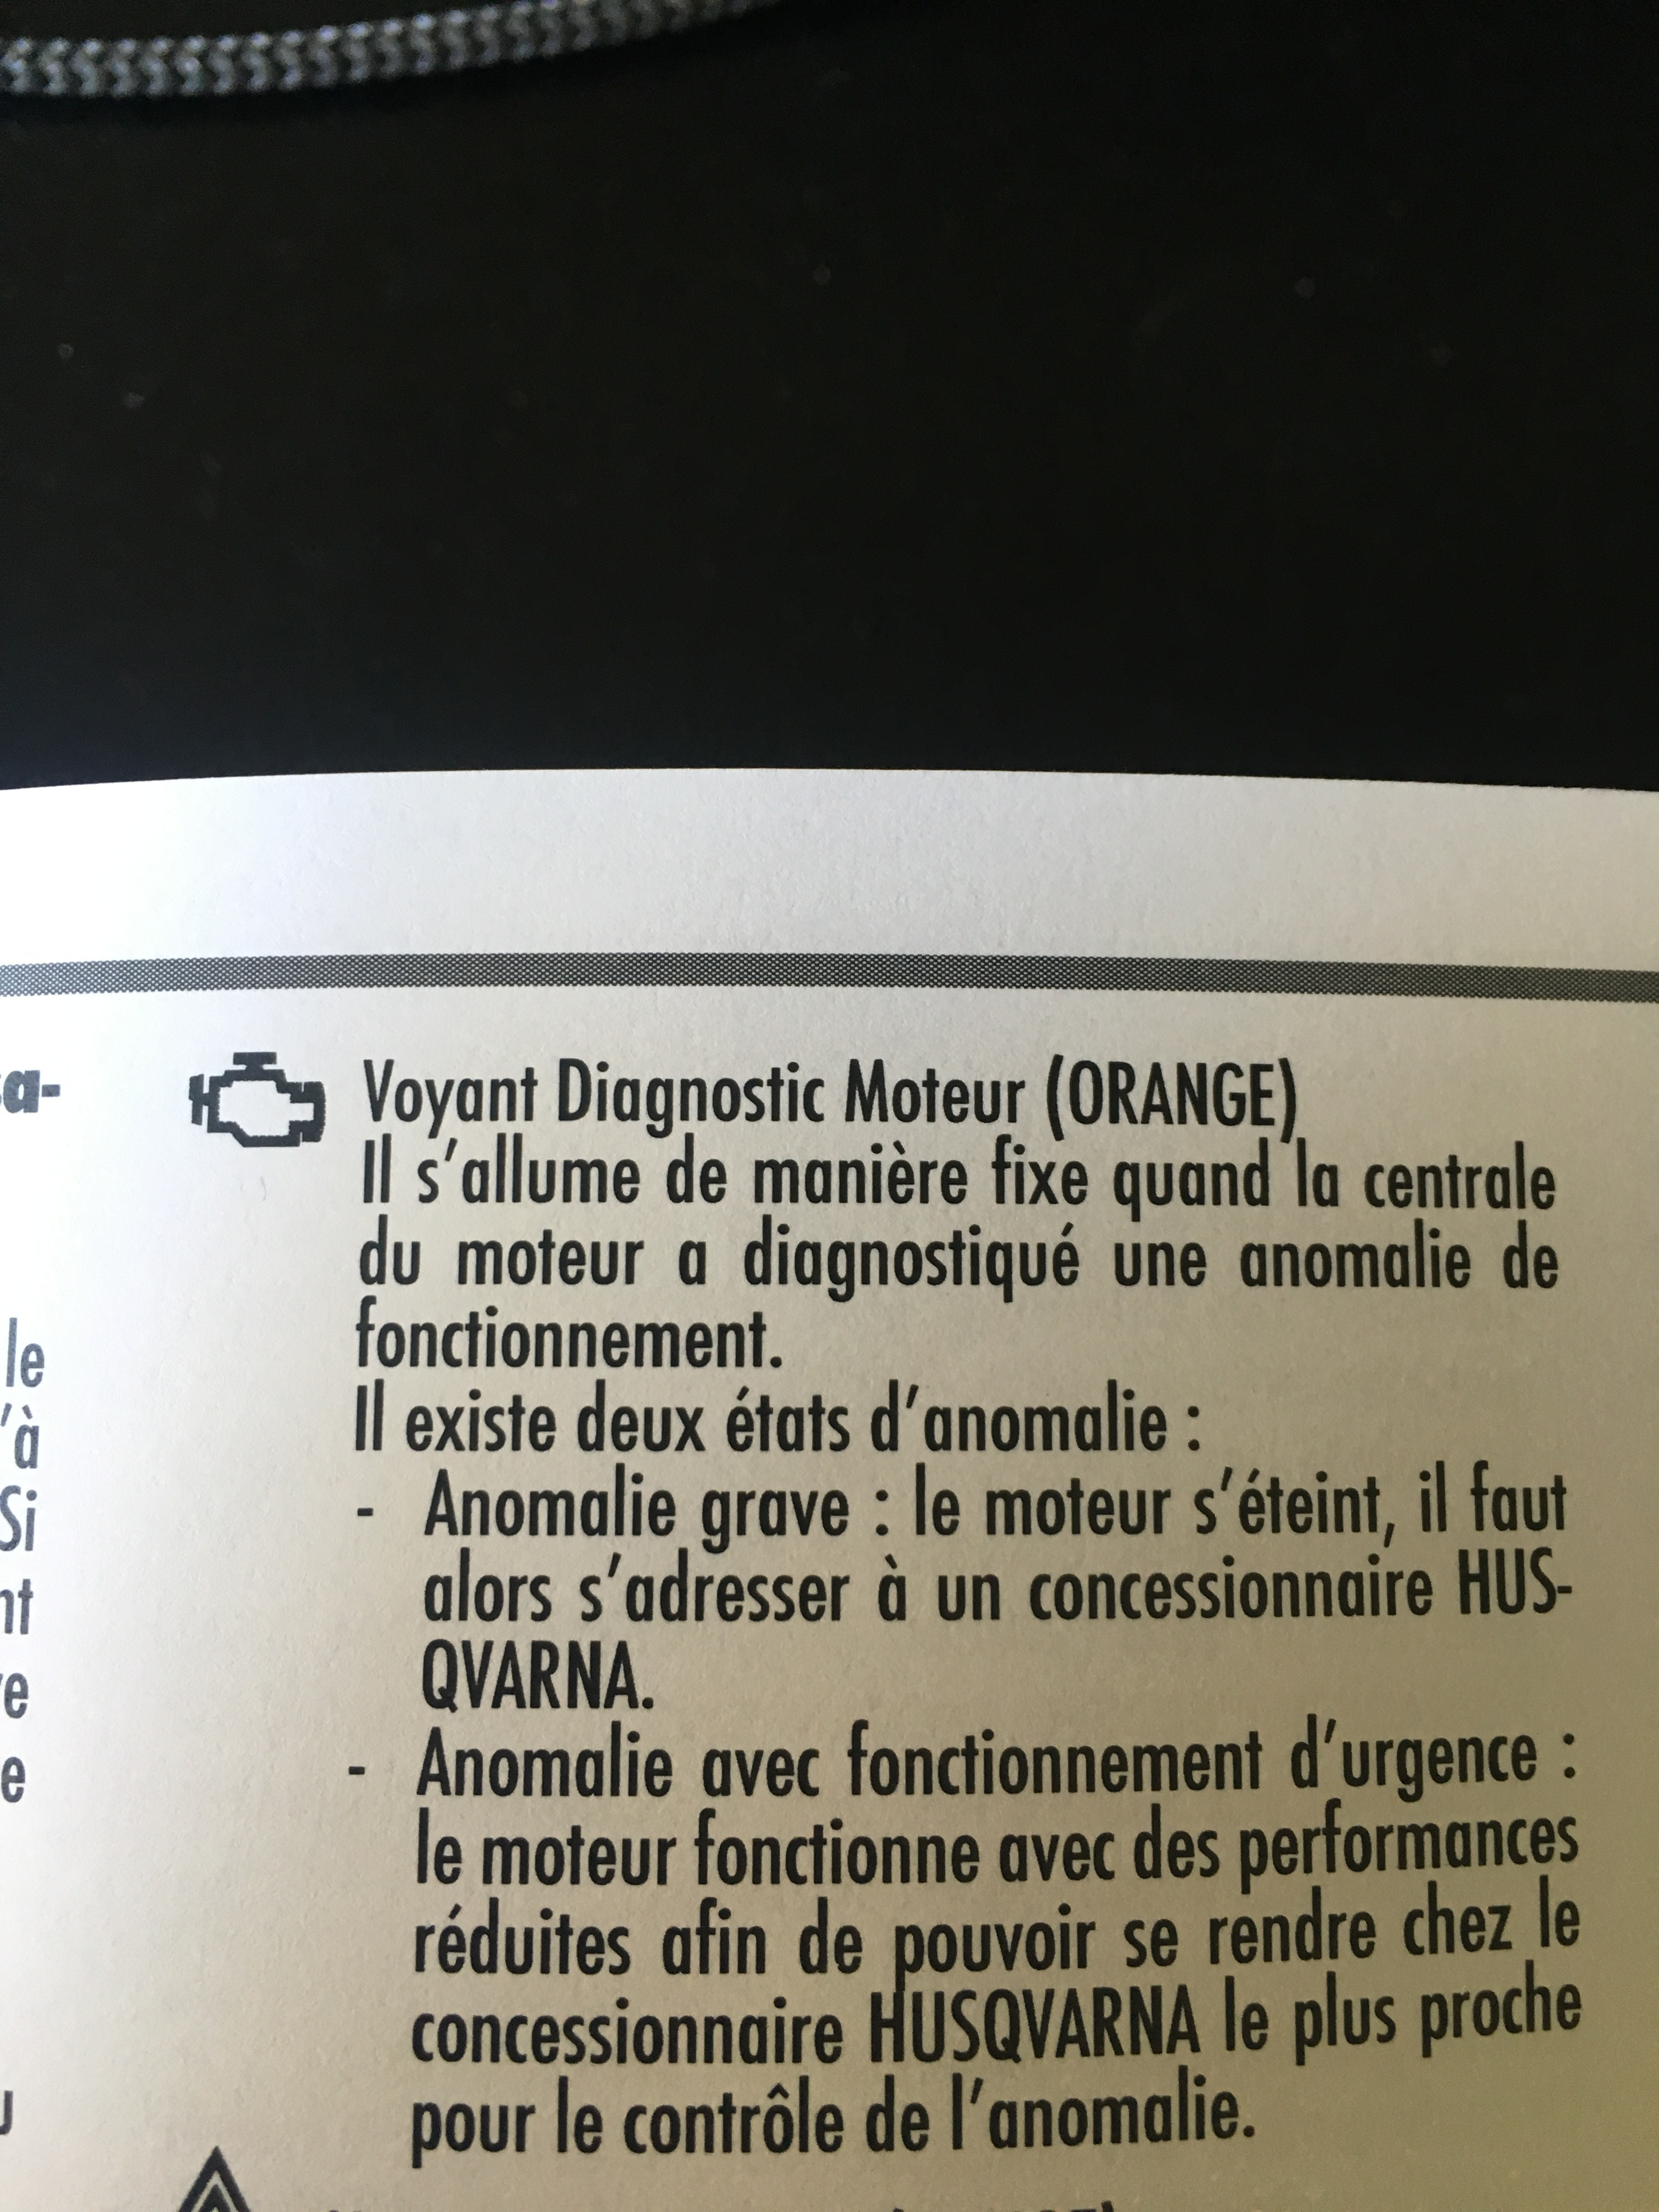 Voyant Diagnostic Moteur (ORANGE)
Il s'allume de manière fixe quand la centrale
du moteur a diagnostiqué une anomalie de
fonctionnement.
Il existe deux états d'anomalie :
- Anomalie grave : le moteur s'éteint, il faut
alors s'adresser à un concessionnaire HUS-
QVARNA.
- Anomalie avec fonctionnement d'urgence :
le moteur fonctionne avec des performances
réduites afin de pouvoir se rendre chez le
concessionnaire HUSQVARNA le plus proche
pour le contrôle de l'anomalie.